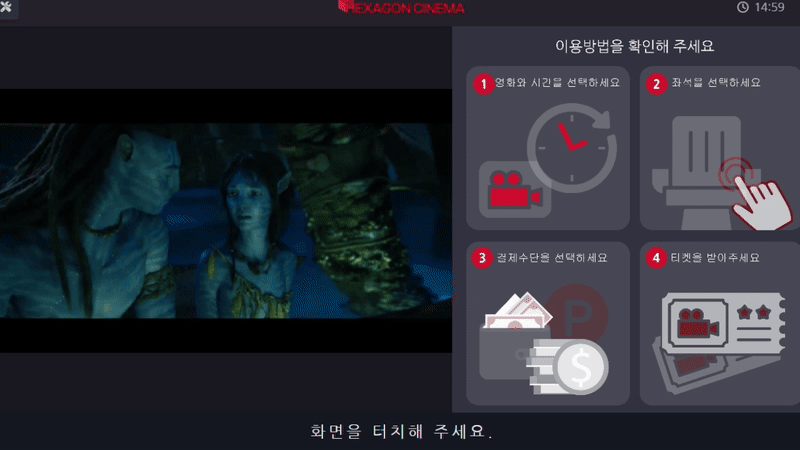 HEXAGON CINEMA
14:59
이용방법을 확인해 주세요
1 영화와 시간을 선택하세요
2 좌석을 선택하세요
3 결제수단을 선택하세요
P
$
4 티켓을 받아주세요
화면을 터치해 주세요.